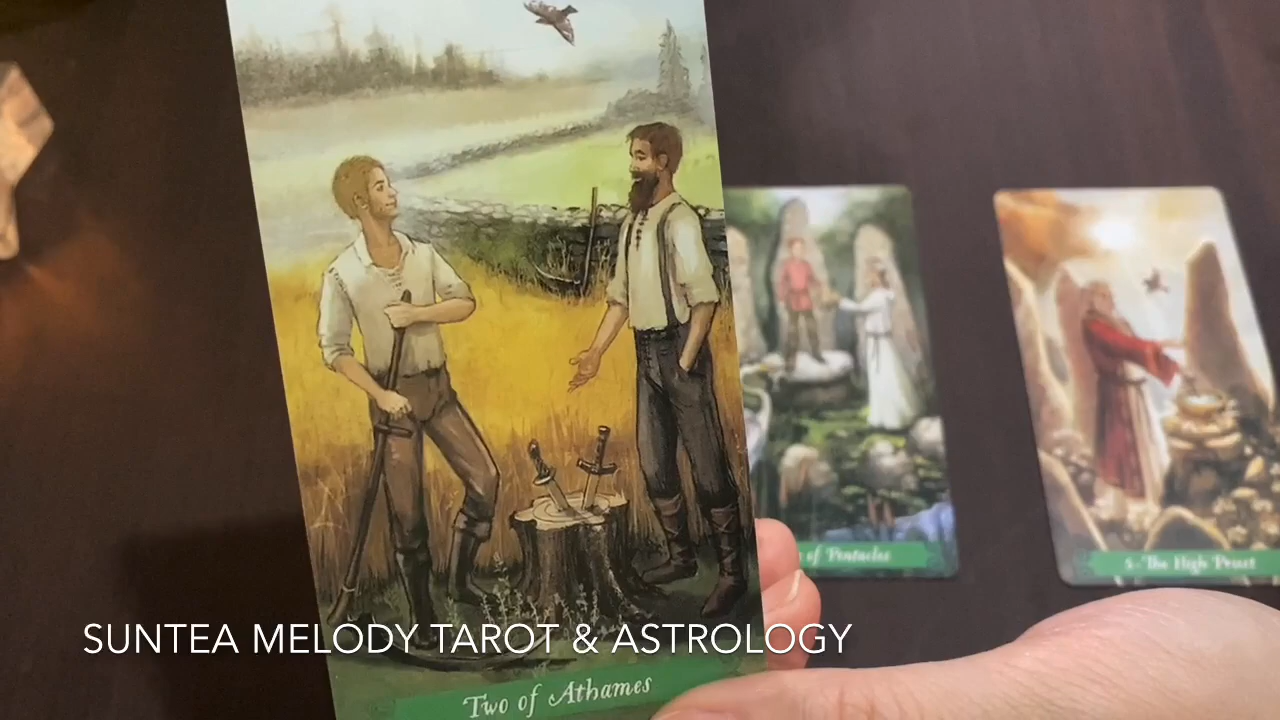 SUNTEA MELODY TAROT & ASTROLOGY
Two of Athames
of Pentacles
5-The High Priest